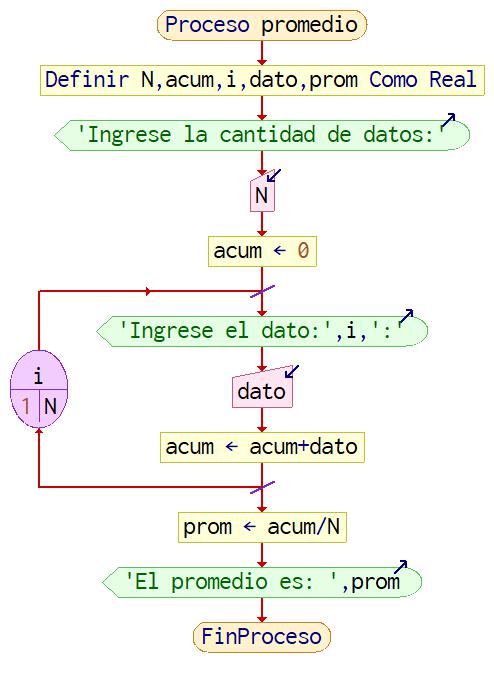 Proceso promedio
Definir N,acum,i,dato,prom Como Real
'Ingrese la cantidad de datos:'
N
acum ← 0
'Ingrese el dato:',i,':'
i
1 N
dato
acum ← acum+dato
prom ← acum/N
'El promedio es: ',prom
FinProceso